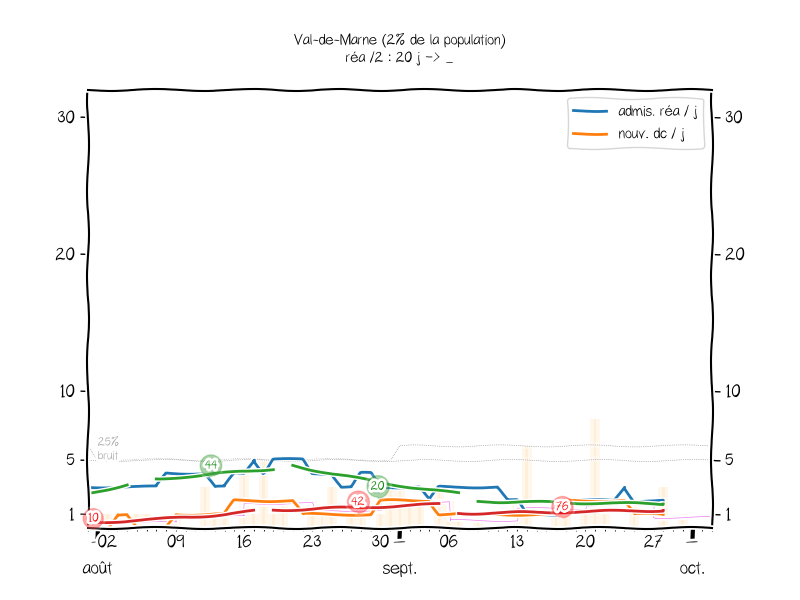 Val-de-Marne (2% de la population)
réa /2 : 20 j -> _
admis. réa / j
nouv. dc / j
30 30
20 20
10 10
25%
bruit
5 5
1 1
44
20
42
76
10
02 09 16 23 30 06 13 20 27
août sept. oct.